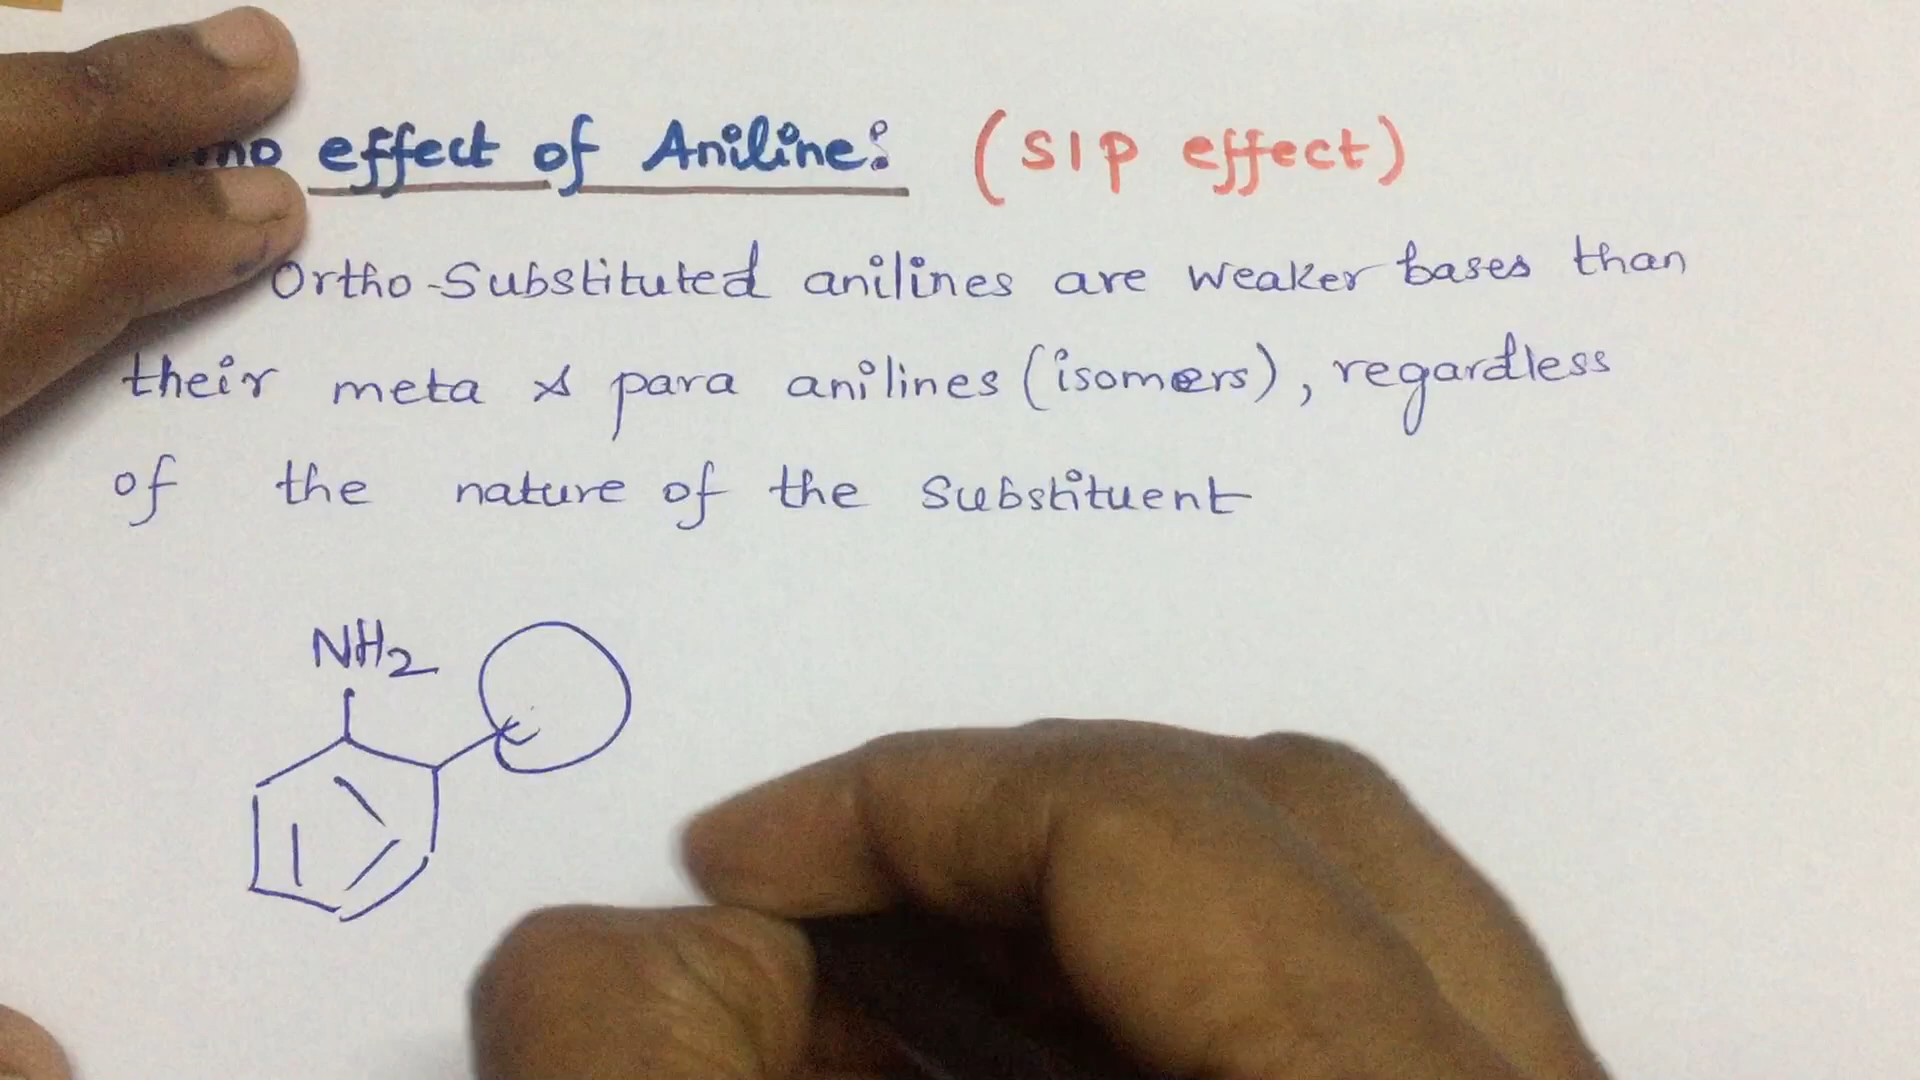 effect of Aniline: (SIP effect)
Ortho-Substituted anilines are weaker bases than
their meta & para anilines (isomers), regardless
of the nature of the substituent
NH2